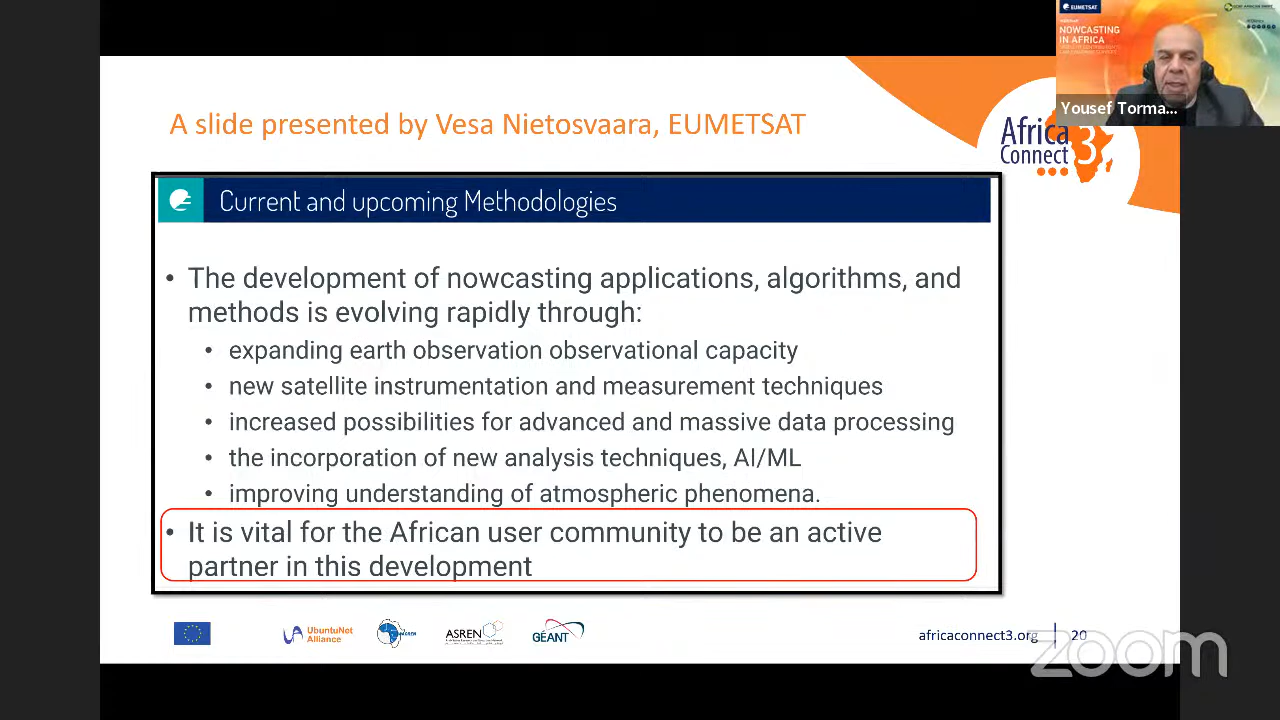 EUMETSAT
NOWCASTING
IN AFRICA
Yousef Torma...
A slide presented by Vesa Nietosvaara, EUMETSAT
Africa
Connect 3
Current and upcoming Methodologies
• The development of nowcasting applications, algorithms, and
methods is evolving rapidly through:
• expanding earth observation observational capacity
• new satellite instrumentation and measurement techniques
• increased possibilities for advanced and massive data processing
• the incorporation of new analysis techniques, AI/ML
• improving understanding of atmospheric phenomena.
• It is vital for the African user community to be an active
partner in this development
UbuntuNet
Alliance
ASREN
GÉANT
africaconnect3.org
20
zoom